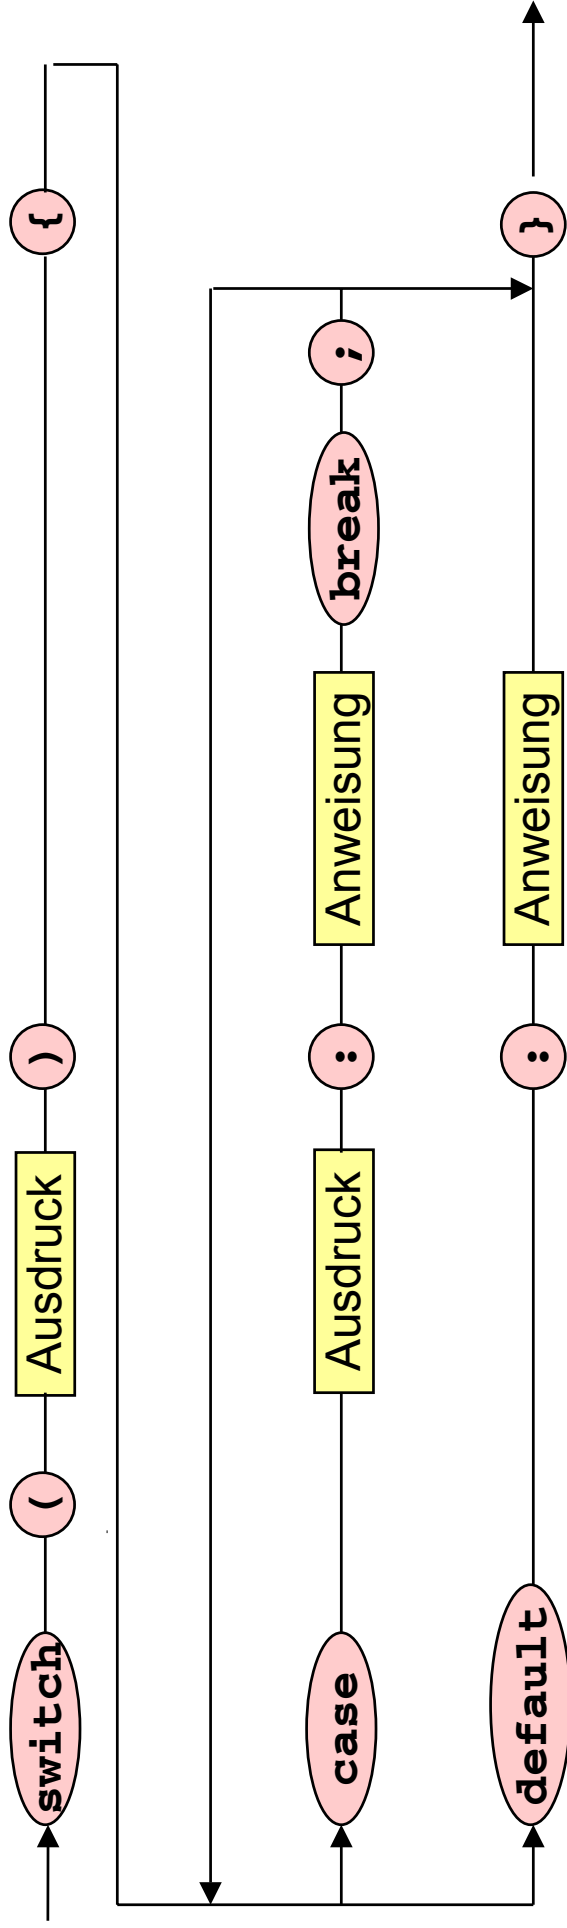 switch ( Ausdruck ) {
case Ausdruck : Anweisung break ;
default : Anweisung }